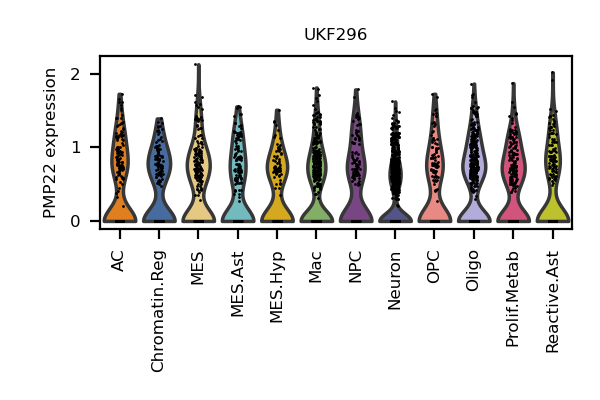 UKF296
PMP22 expression
2
1
0
AC
Chromatin.Reg
MES
MES.Ast
MES.Hyp
Mac
NPC
Neuron
OPC
Oligo
Prolif.Metab
Reactive.Ast